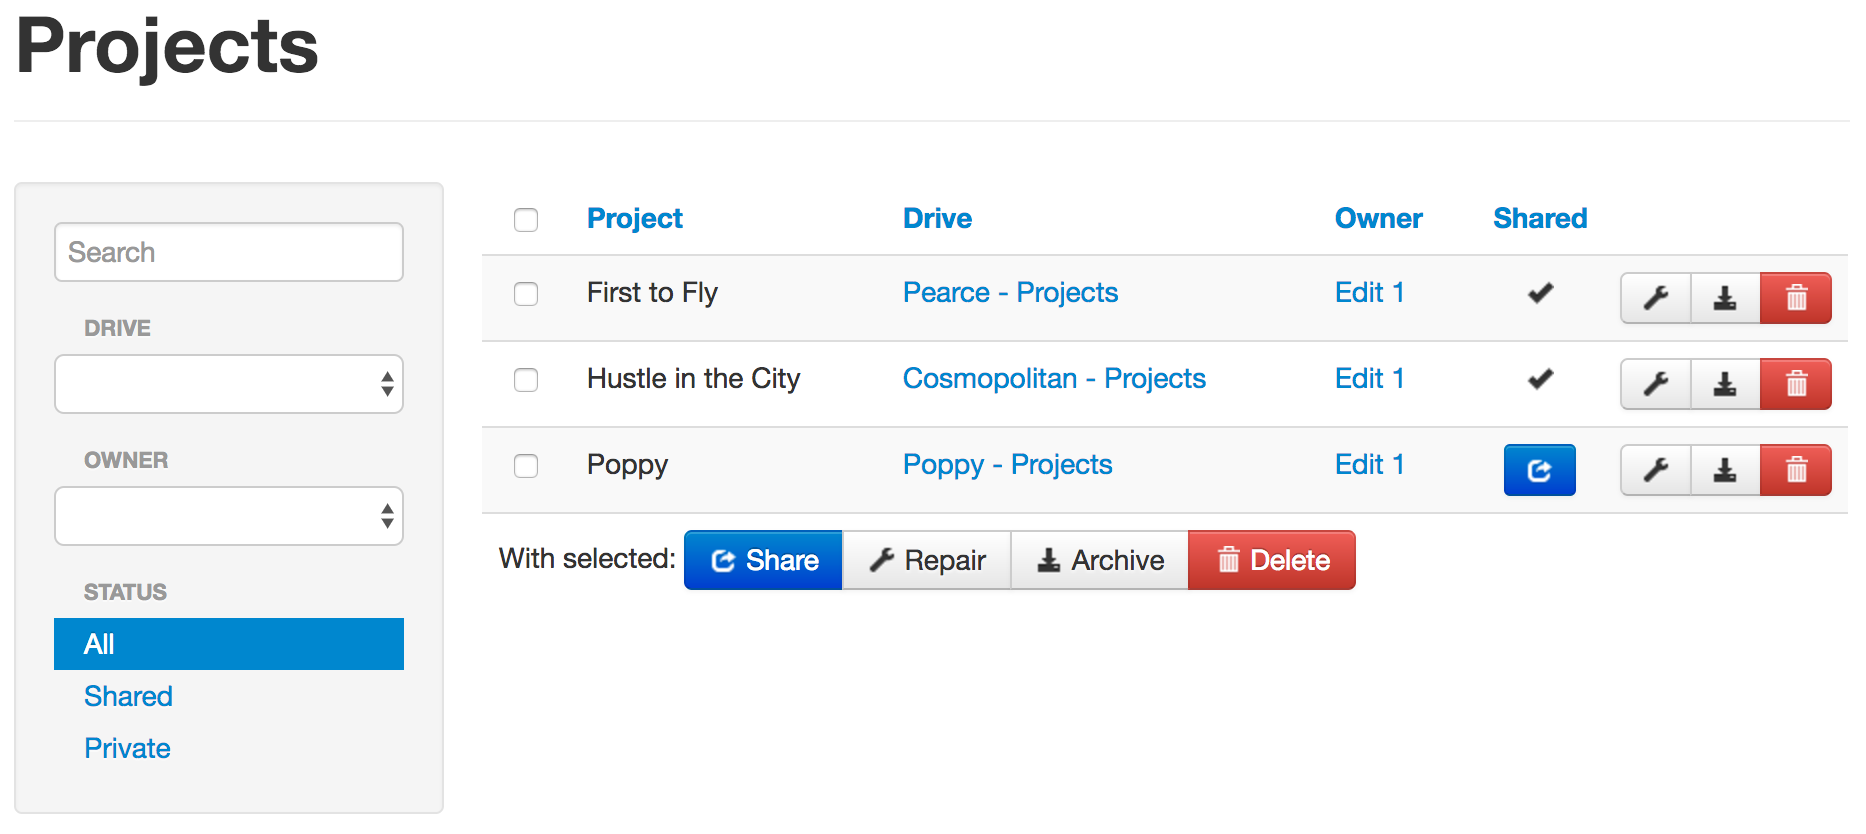 Projects
Search
DRIVE
OWNER
STATUS
All
Shared
Private
Project Drive Owner Shared
First to Fly Pearce - Projects Edit 1
Hustle in the City Cosmopolitan - Projects Edit 1
Poppy Poppy - Projects Edit 1
With selected: Share Repair Archive Delete